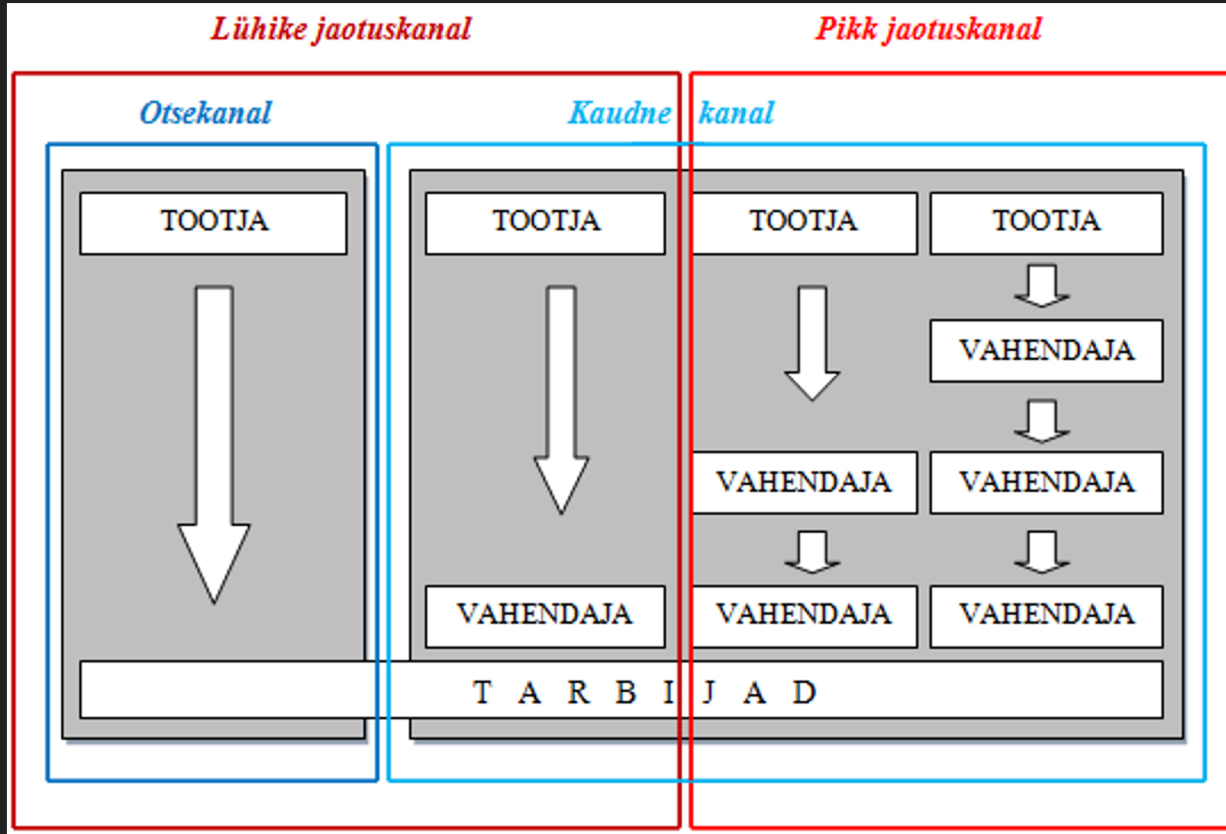 Lühike jaotuskanal Pikk jaotuskanal
Otsekanal Kaudne kanal
TOOTJA TOOTJA TOOTJA TOOTJA
VAHENDAJA
VAHENDAJA VAHENDAJA
VAHENDAJA VAHENDAJA VAHENDAJA
T A R B I J A D